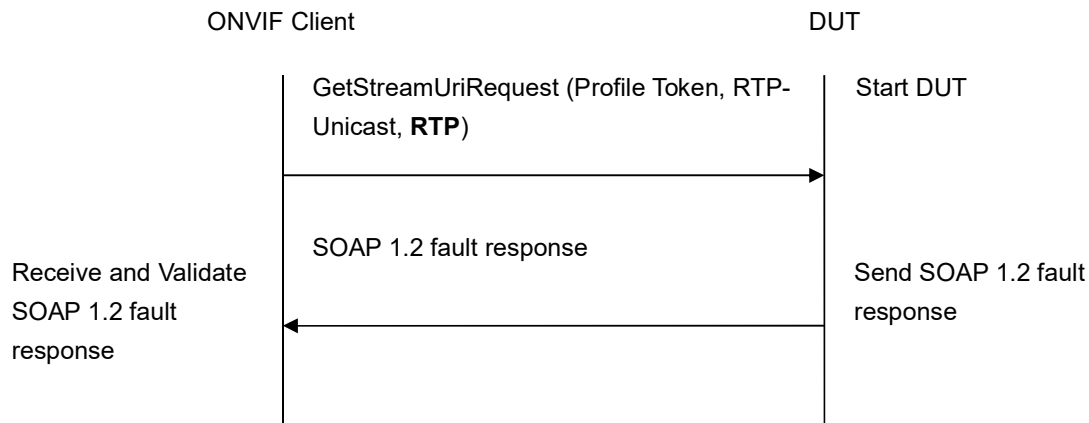 ONVIF Client
DUT
GetStreamUriRequest (Profile Token, RTP-
Unicast, RTP)
Start DUT
SOAP 1.2 fault response
Receive and Validate
SOAP 1.2 fault
response
Send SOAP 1.2 fault
response